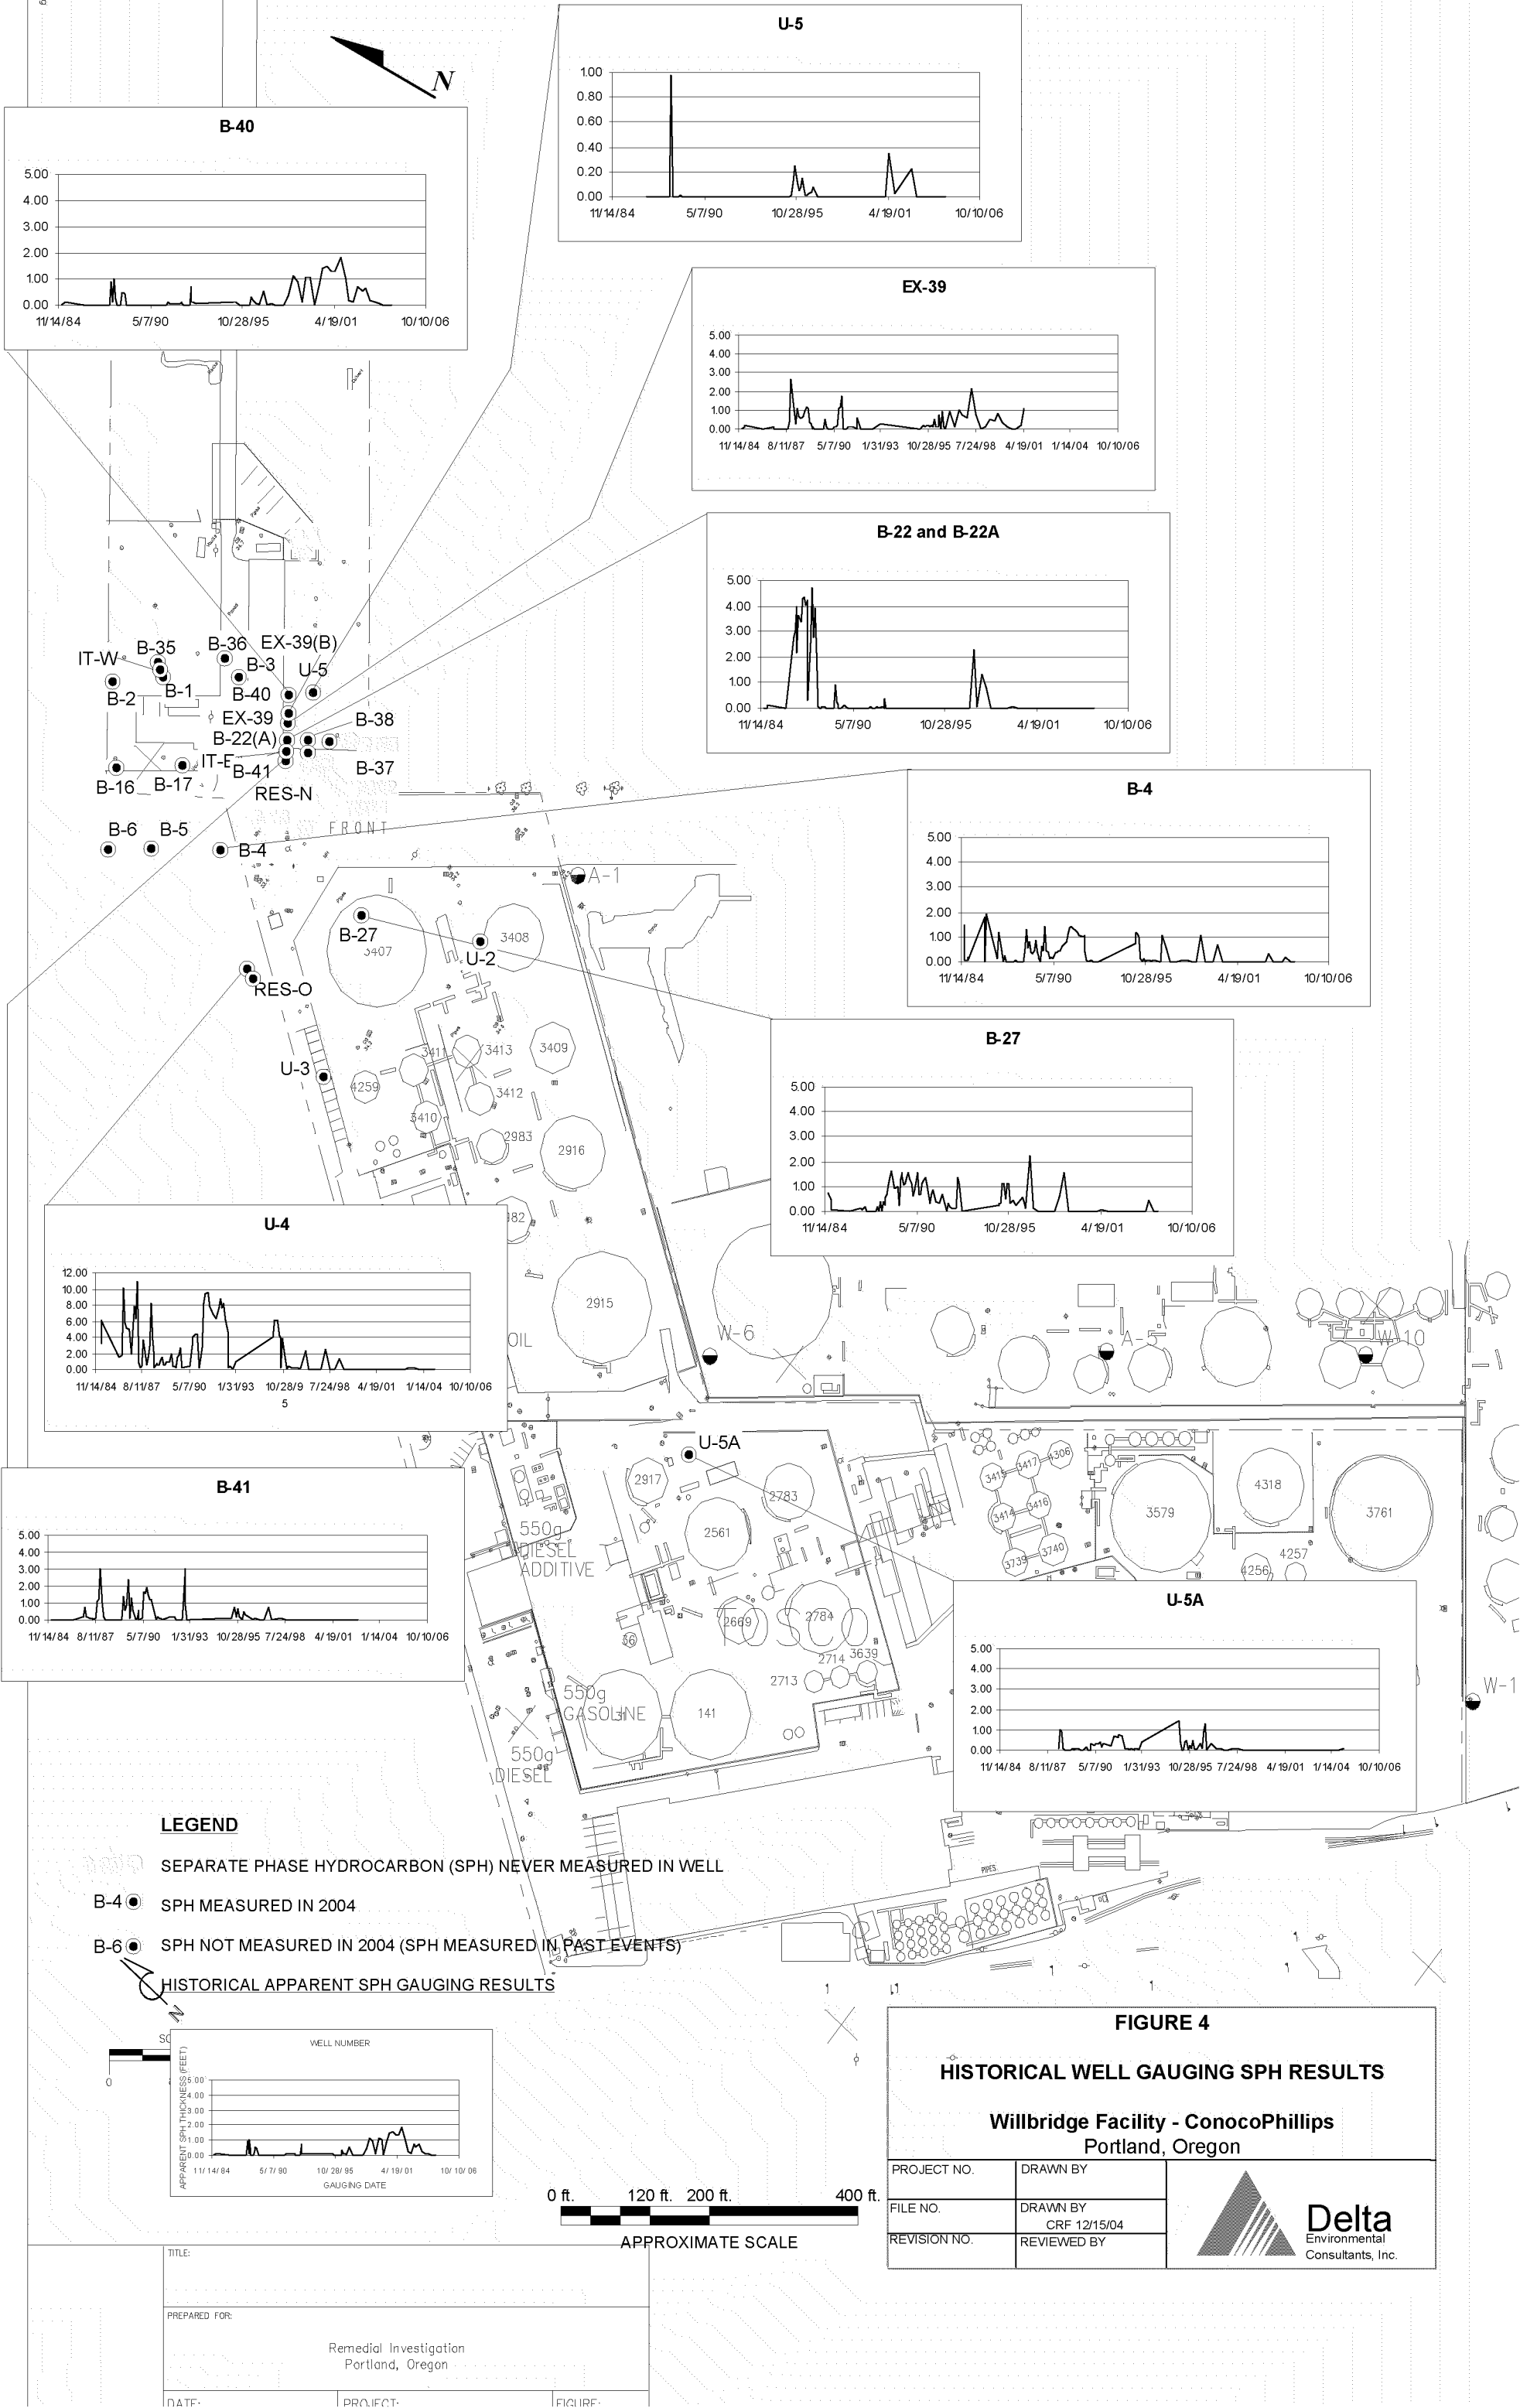 U-5
1.00
0.80
0.60
0.40
0.20
0.00
11/14/84 5/7/90 10/28/95 4/19/01 10/10/06
N
B-40
5.00
4.00
3.00
2.00
1.00
0.00
11/14/84 5/7/90 10/28/95 4/19/01 10/10/06
EX-39
5.00
4.00
3.00
2.00
1.00
0.00
11/14/84 8/11/87 5/7/90 1/31/93 10/28/95 7/24/98 4/19/01 1/14/04 10/10/06
B-22 and B-22A
5.00
4.00
3.00
2.00
1.00
0.00
11/14/84 5/7/90 10/28/95 4/19/01 10/10/06
IT-W
B-35
B-36
EX-39(B)
B-3
U-5
B-2
B-1
B-40
EX-39
B-38
B-22(A)
IT-E
B-41
B-37
B-16
B-17
RES-N
FRONT
B-6
B-5
B-4
A-1
B-4
5.00
4.00
3.00
2.00
1.00
0.00
11/14/84 5/7/90 10/28/95 4/19/01 10/10/06
B-27
3407
3408
U-2
RES-O
B-27
5.00
4.00
3.00
2.00
1.00
0.00
11/14/84 5/7/90 10/28/95 4/19/01 10/10/06
U-3
4259
3411
3413
3409
3412
3410
2983
2916
2915
OIL
W-6
A-5
W-10
U-4
12.00
10.00
8.00
6.00
4.00
2.00
0.00
11/14/84 8/11/87 5/7/90 1/31/93 10/28/9 7/24/98 4/19/01 1/14/04 10/10/06
5
U-5A
2917
2783
2561
550g
DIESEL
ADDITIVE
3415
3417
4306
3414
3416
3739
3740
3579
4318
3761
4257
4256
B-41
5.00
4.00
3.00
2.00
1.00
0.00
11/14/84 8/11/87 5/7/90 1/31/93 10/28/95 7/24/98 4/19/01 1/14/04 10/10/06
TOSCO
2669
2784
36
2714
3639
2713
141
31
550g
GASOLINE
550g
DIESEL
U-5A
5.00
4.00
3.00
2.00
1.00
0.00
11/14/84 8/11/87 5/7/90 1/31/93 10/28/95 7/24/98 4/19/01 1/14/04 10/10/06
W-1
PIPES
LEGEND
SEPARATE PHASE HYDROCARBON (SPH) NEVER MEASURED IN WELL
B-4 SPH MEASURED IN 2004
B-6 SPH NOT MEASURED IN 2004 (SPH MEASURED IN PAST EVENTS)
HISTORICAL APPARENT SPH GAUGING RESULTS
N
0
WELL NUMBER
APPARENT SPH THICKNESS (FEET)
5.00
4.00
3.00
2.00
1.00
0.00
11/14/84 5/7/90 10/28/95 4/19/01 10/10/06
GAUGING DATE
0 ft. 120 ft. 200 ft. 400 ft.
APPROXIMATE SCALE
FIGURE 4
HISTORICAL WELL GAUGING SPH RESULTS
Willbridge Facility - ConocoPhillips
Portland, Oregon
PROJECT NO. DRAWN BY
FILE NO. DRAWN BY
CRF 12/15/04
REVISION NO. REVIEWED BY
Delta
Environmental
Consultants, Inc.
TITLE:
PREPARED FOR:
Remedial Investigation
Portland, Oregon
DATE: PROJECT: FIGURE: